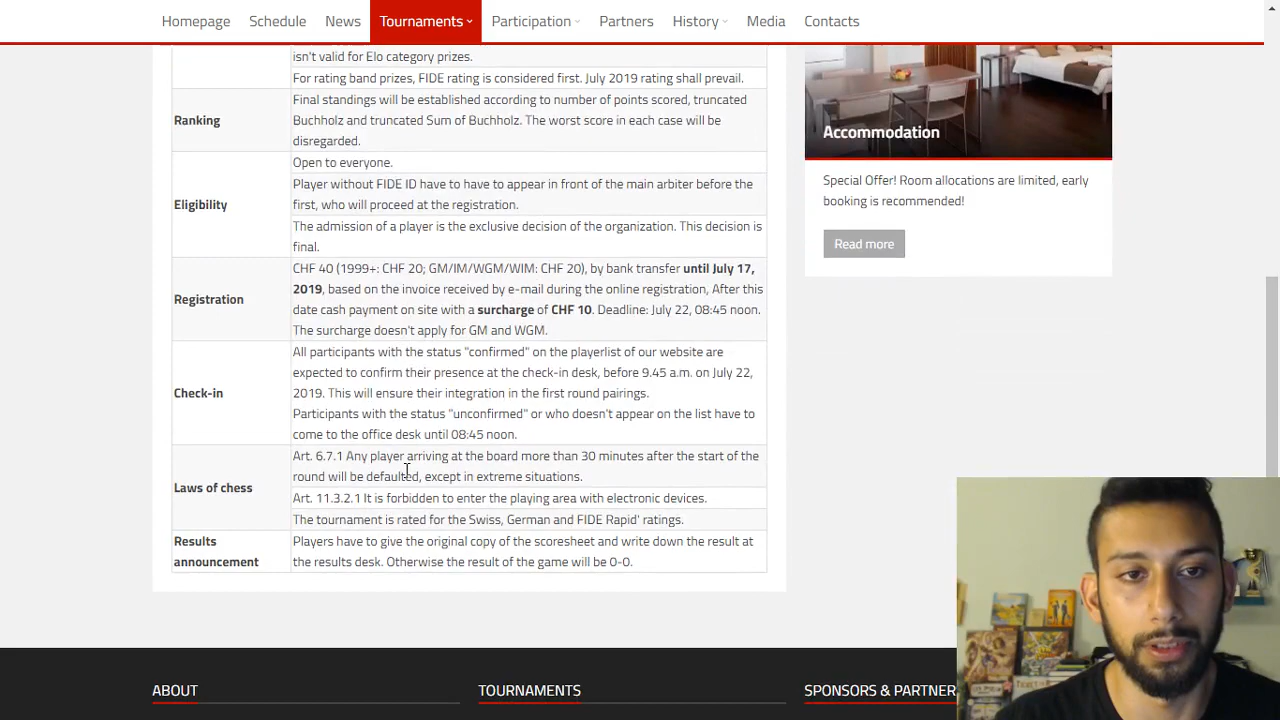 Homepage Schedule News Tournaments Participation Partners History Media Contacts
isn't valid for Elo category prizes.
For rating band prizes, FIDE rating is considered first. July 2019 rating shall prevail.
Ranking
Final standings will be established according to number of points scored, truncated
Buchholz and truncated Sum of Buchholz. The worst score in each case will be
disregarded.
Eligibility
Open to everyone.
Player without FIDE ID have to have to appear in front of the main arbiter before the
first, who will proceed at the registration.
The admission of a player is the exclusive decision of the organization. This decision is
final.
Registration
CHF 40 (1999+: CHF 20; GM/IM/WGM/WIM: CHF 20), by bank transfer until July 17,
2019, based on the invoice received by e-mail during the online registration, After this
date cash payment on site with a surcharge of CHF 10. Deadline: July 22, 08:45 noon.
The surcharge doesn't apply for GM and WGM.
Check-in
All participants with the status "confirmed" on the playerlist of our website are
expected to confirm their presence at the check-in desk, before 9.45 a.m. on July 22,
2019. This will ensure their integration in the first round pairings.
Participants with the status "unconfirmed" or who doesn't appear on the list have to
come to the office desk until 08:45 noon.
Laws of chess
Art. 6.7.1 Any player arriving at the board more than 30 minutes after the start of the
round will be defaulted, except in extreme situations.
Art. 11.3.2.1 It is forbidden to enter the playing area with electronic devices.
The tournament is rated for the Swiss, German and FIDE Rapid' ratings.
Results
announcement
Players have to give the original copy of the scoresheet and write down the result at
the results desk. Otherwise the result of the game will be 0-0.
Accommodation
Special Offer! Room allocations are limited, early
booking is recommended!
Read more
ABOUT
TOURNAMENTS
SPONSORS & PARTNER